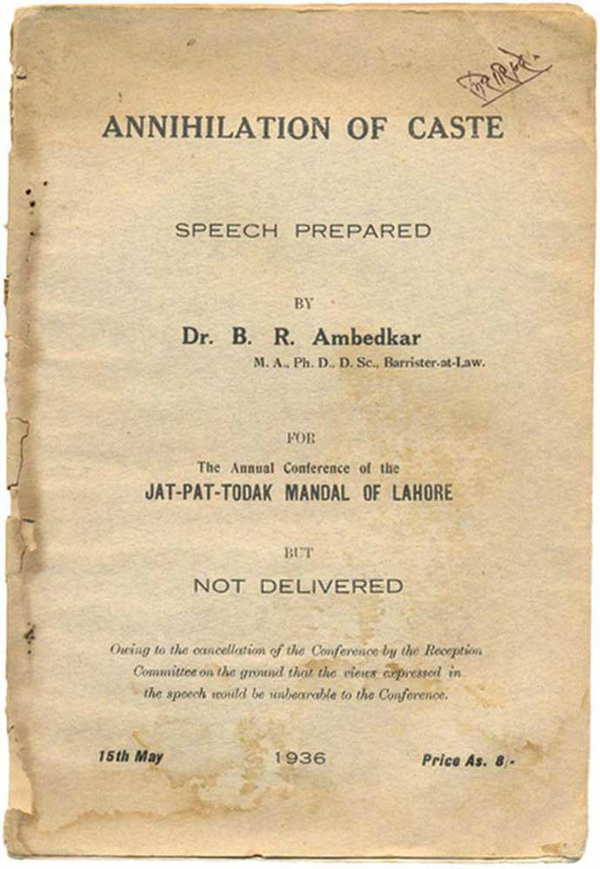 ANNIHILATION OF CASTE
SPEECH PREPARED
BY
Dr. B. R. Ambedkar
M. A., Ph. D., D. Sc., Barrister-at-Law.
FOR
The Annual Conference of the
JAT-PAT-TODAK MANDAL OF LAHORE
BUT
NOT DELIVERED
Owing to the cancellation of the Conference by the Reception
Committee on the ground that the views expressed in
the speech would be unbearable to the Conference.
15th May 1936 Price As. 8/-